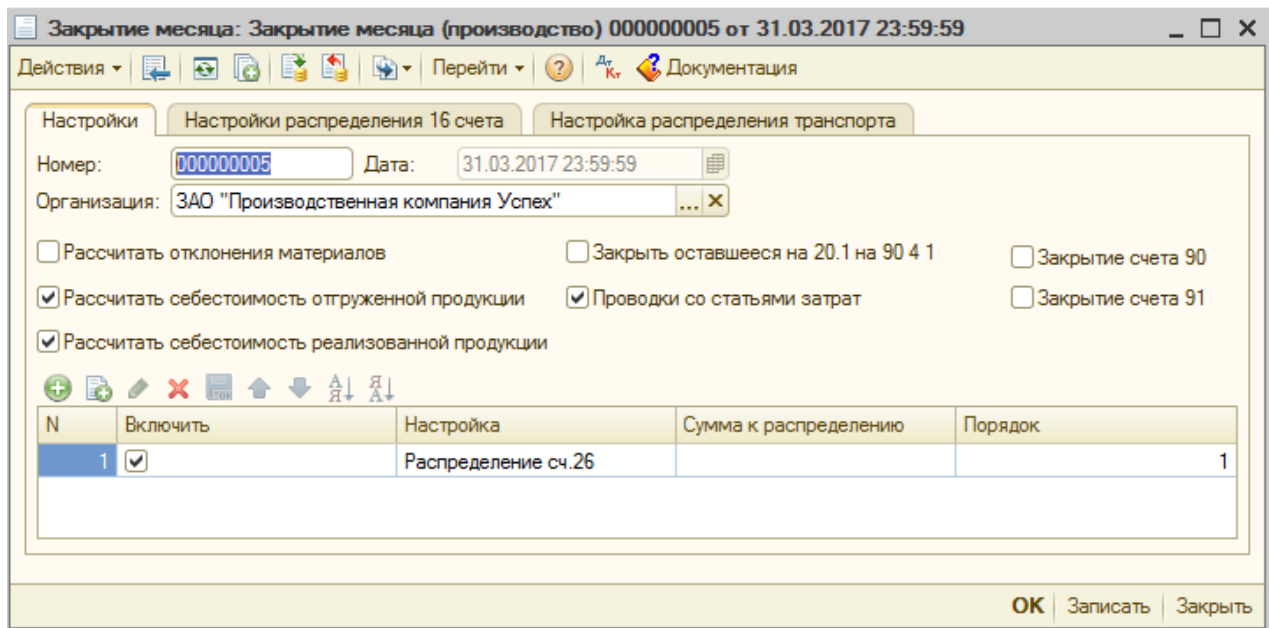 Закрытие месяца: Закрытие месяца (производство) 000000005 от 31.03.2017 23:59:59
Действия Перейти Дт Кт Документация
Настройки Настройки распределения 16 счета Настройка распределения транспорта
Номер: 000000005 Дата: 31.03.2017 23:59:59
Организация: ЗАО "Производственная компания Успех" ...
Рассчитать отклонения материалов Закрыть оставшееся на 20.1 на 90 4 1 Закрытие счета 90
Рассчитать себестоимость отгруженной продукции Проводки со статьями затрат Закрытие счета 91
Рассчитать себестоимость реализованной продукции
N Включить Настройка Сумма к распределению Порядок
1 Распределение сч.26 1
OK Записать Закрыть